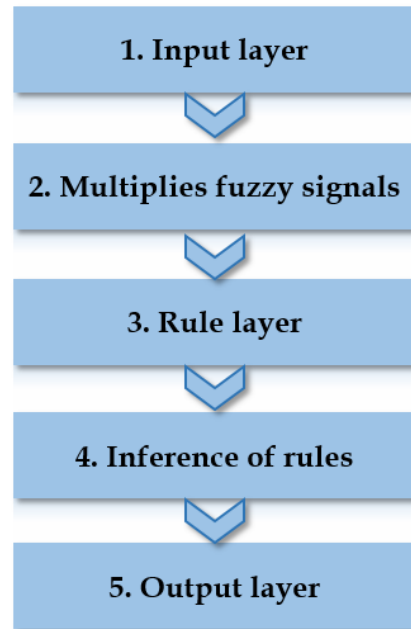 1. Input layer
2. Multiplies fuzzy signals
3. Rule layer
4. Inference of rules
5. Output layer